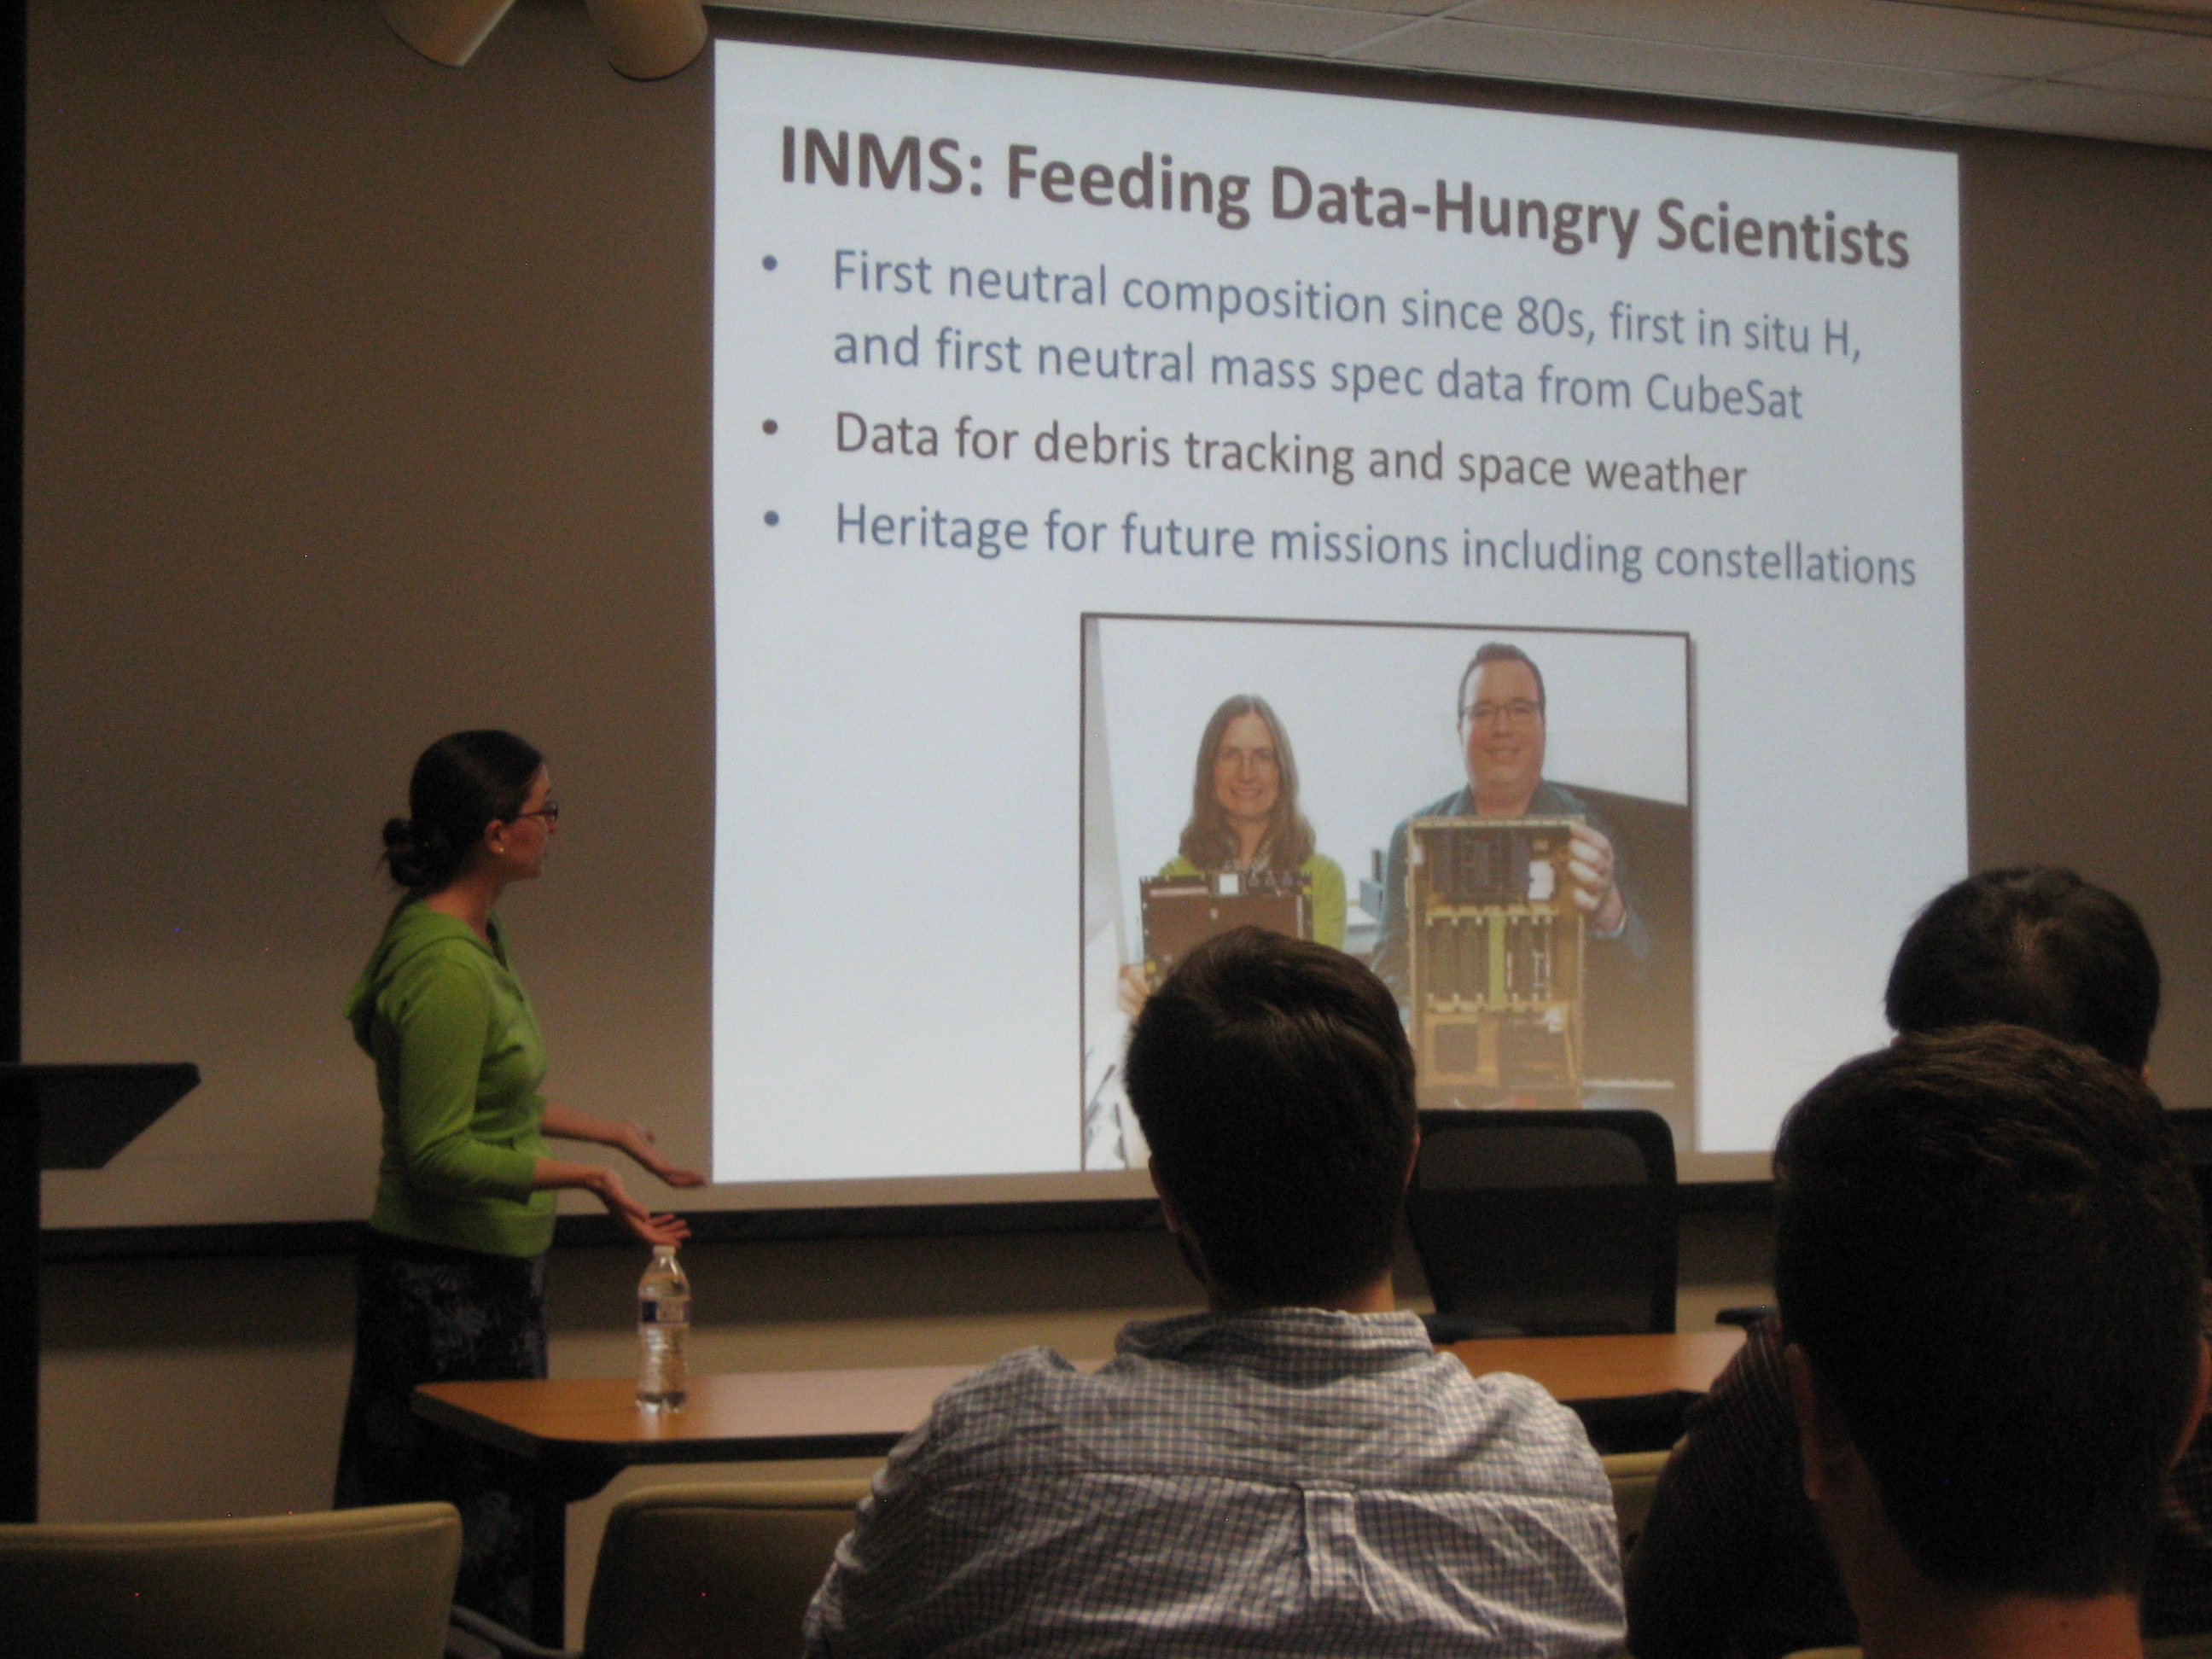 INMS: Feeding Data-Hungry Scientists
• First neutral composition since 80s, first in situ H,
and first neutral mass spec data from CubeSat
• Data for debris tracking and space weather
• Heritage for future missions including constellations